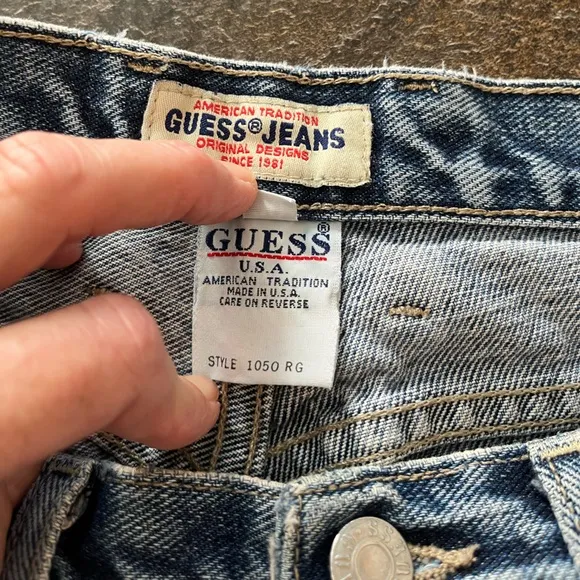 AMERICAN TRADITION
GUESS® JEANS
ORIGINAL DESIGNS
SINCE 1981
GUESS®
U.S.A.
AMERICAN TRADITION
MADE IN U.S.A.
CARE ON REVERSE
STYLE 1050 RG